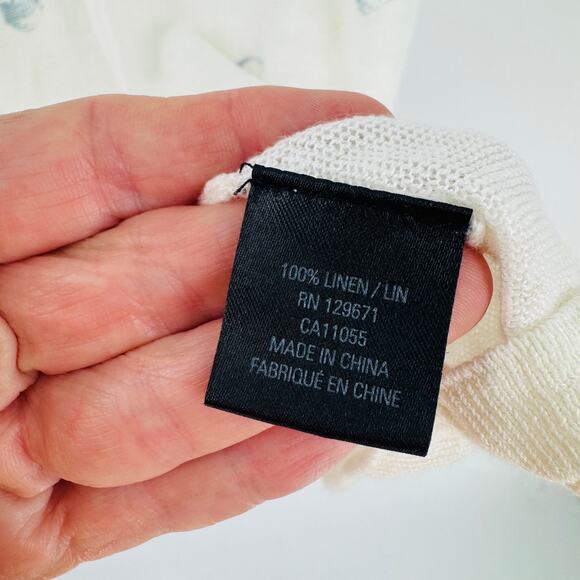 100% LINEN / LIN
RN 129671
CA11055
MADE IN CHINA
FABRIQUÉ EN CHINE